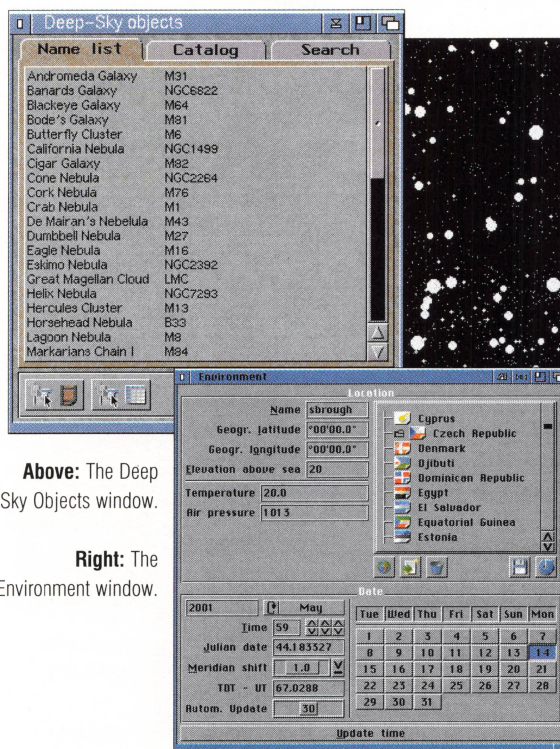 Deep-Sky objects
Name list Catalog Search
Andromeda Galaxy M31
Banards Galaxy NGC6822
Blackeye Galaxy M64
Bode's Galaxy M81
Butterfly Cluster M6
California Nebula NGC1499
Cigar Galaxy M82
Cone Nebula NGC2264
Cork Nebula M76
Crab Nebula M1
De Mairan's Nebelula M43
Dumbbell Nebula M27
Eagle Nebula M16
Eskimo Nebula NGC2392
Great Magellan Cloud LMC
Helix Nebula NGC7293
Hercules Cluster M13
Horsehead Nebula B33
Lagoon Nebula M8
Markarians Chain I M84
Above: The Deep
Sky Objects window.
Right: The
Environment window.
Environment
Location
Name sbrough
Geogr. latitude °00'00.0"
Geogr. longitude °00'00.0"
Elevation above sea 20
Temperature 20.0
Air pressure 1013
Cyprus
Czech Republic
Denmark
Djibuti
Dominican Republic
Egypt
El Salvador
Equatorial Guinea
Estonia
Date
2001 May
Time 59
Julian date 44.183327
Meridian shift 1.0
TDT - UT 67.0288
Autom. Update 30
Tue Wed Thu Fri Sat Sun Mon
1 2 3 4 5 6 7
8 9 10 11 12 13 14
15 16 17 18 19 20 21
22 23 24 25 26 27 28
29 30 31
Update time